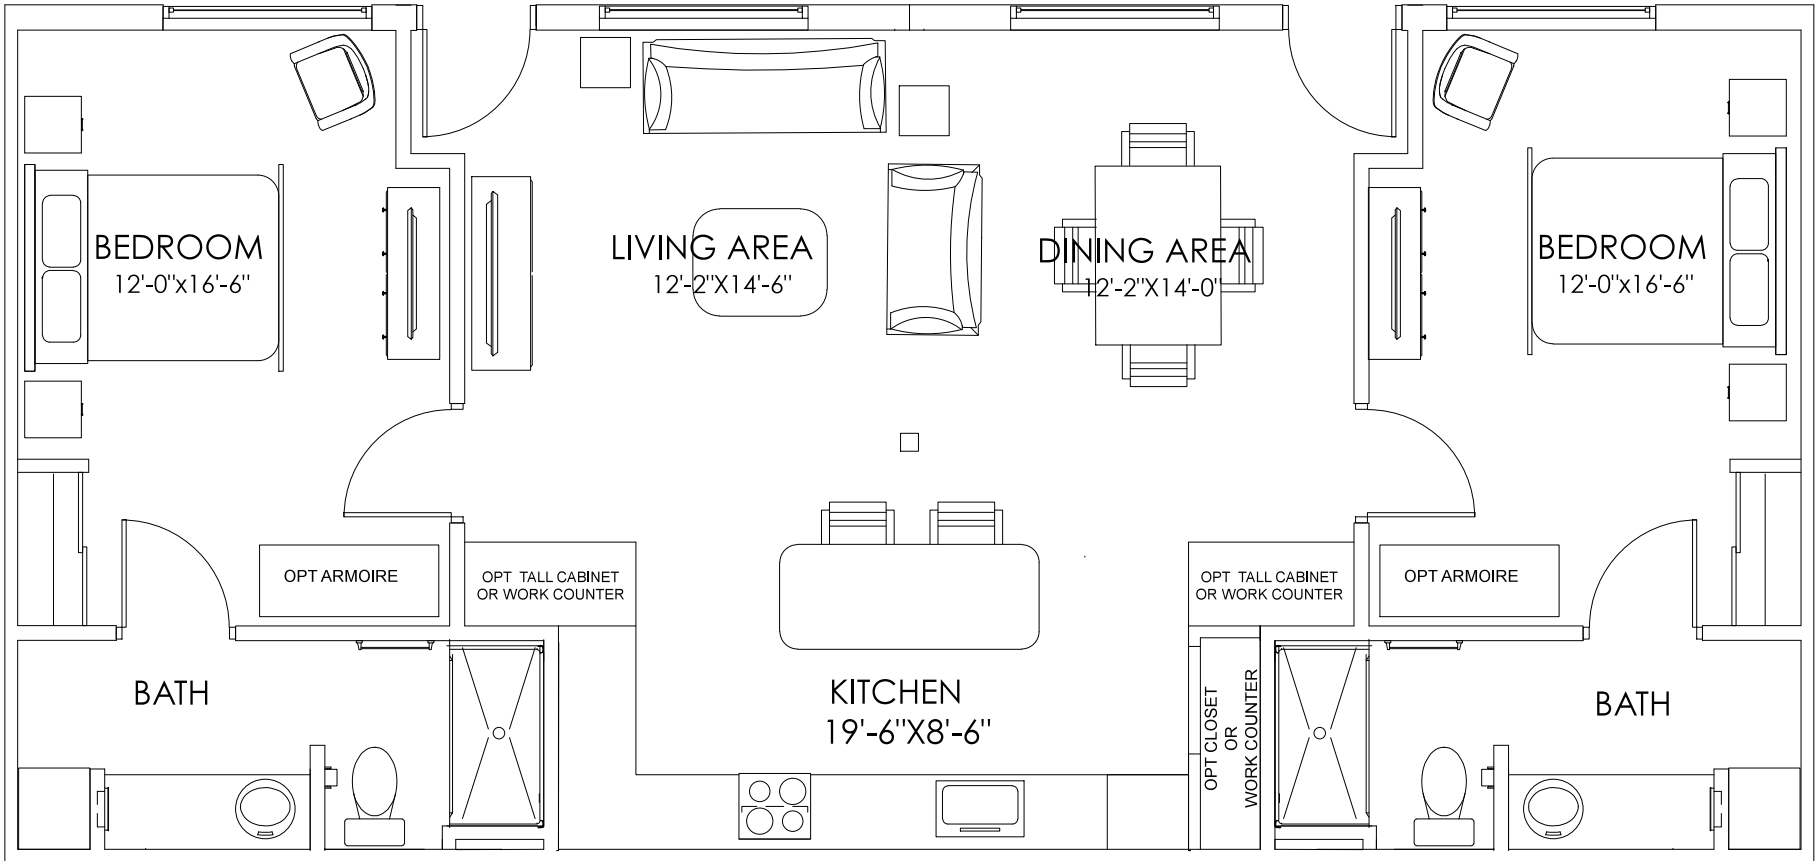 BEDROOM
12'-0"x16'-6"
LIVING AREA
12'-2"X14'-6"
DINING AREA
12'-2"X14'-0"
BEDROOM
12'-0"x16'-6"
OPT ARMOIRE
OPT TALL CABINET
OR WORK COUNTER
OPT TALL CABINET
OR WORK COUNTER
OPT ARMOIRE
BATH
KITCHEN
19'-6"X8'-6"
OPT CLOSET
OR
WORK COUNTER
BATH